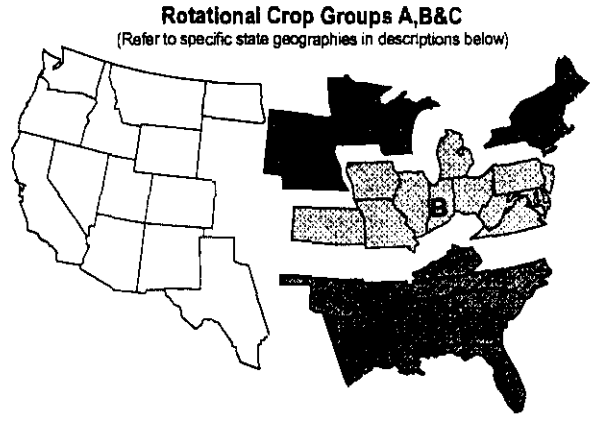 Rotational Crop Groups A,B&C
(Refer to specific state geographies in descriptions below)
B